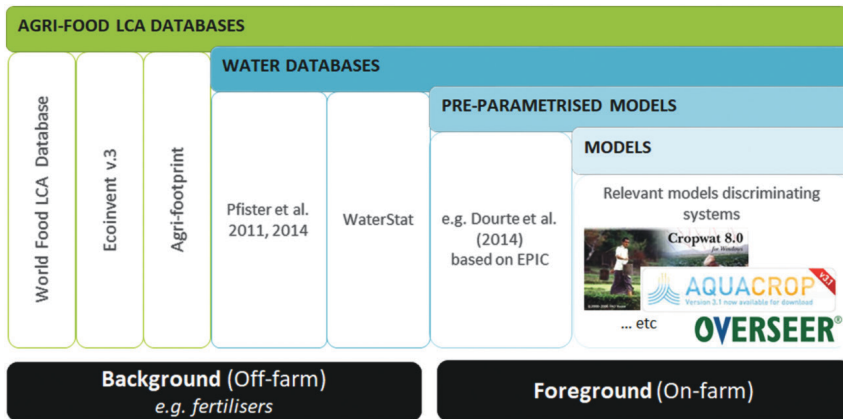 AGRI-FOOD LCA DATABASES
WATER DATABASES
PRE-PARAMETRISED MODELS
MODELS
World Food LCA Database
Ecoinvent v.3
Agri-footprint
Pfister et al.
2011, 2014
WaterStat
e.g. Dourte et al.
(2014)
based on EPIC
Relevant models discriminating
systems
Cropwat 8.0
for Windows
AQUACROP
v3.1
Version 3.1 now available for download
... etc
OVERSEER®
Background (Off-farm)
e.g. fertilisers
Foreground (On-farm)